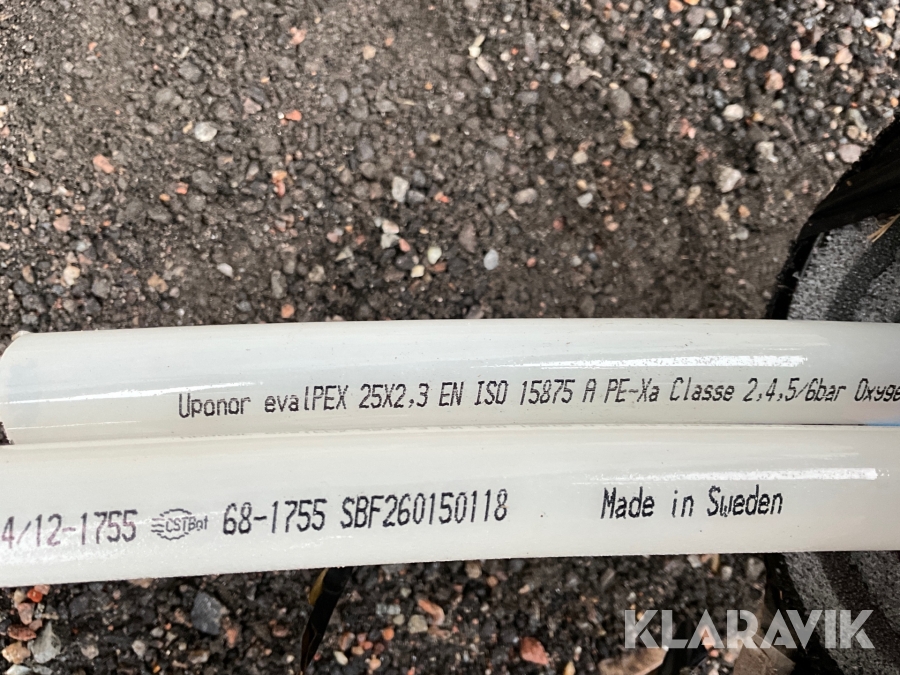 Uponor evalPEX 25X2,3 EN ISO 15875 A PE-Xa Classe 2,4,5/6bar Oxyge
4/12-1755 CSTBat 68-1755 SBF260150118 Made in Sweden
KLARAVIK